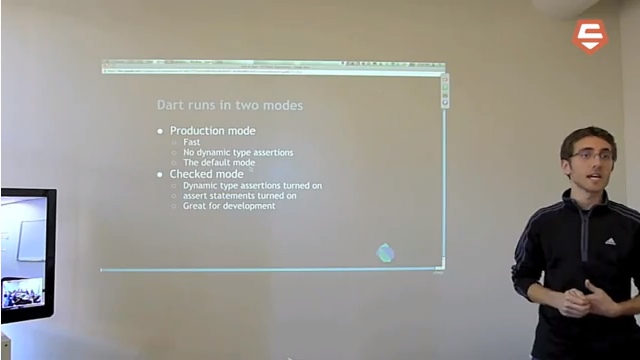 Dart runs in two modes
● Production mode
○ Fast
○ No dynamic type assertions
○ The default mode
● Checked mode
○ Dynamic type assertions turned on
○ assert statements turned on
○ Great for development
adidas